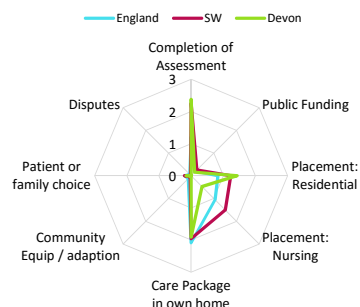 England SW Devon
Completion of
Assessment
3
2
1
0
Public Funding
Disputes
Patient or
family choice
Placement:
Residential
Community
Equip / adaption
Placement:
Nursing
Care Package
in own home